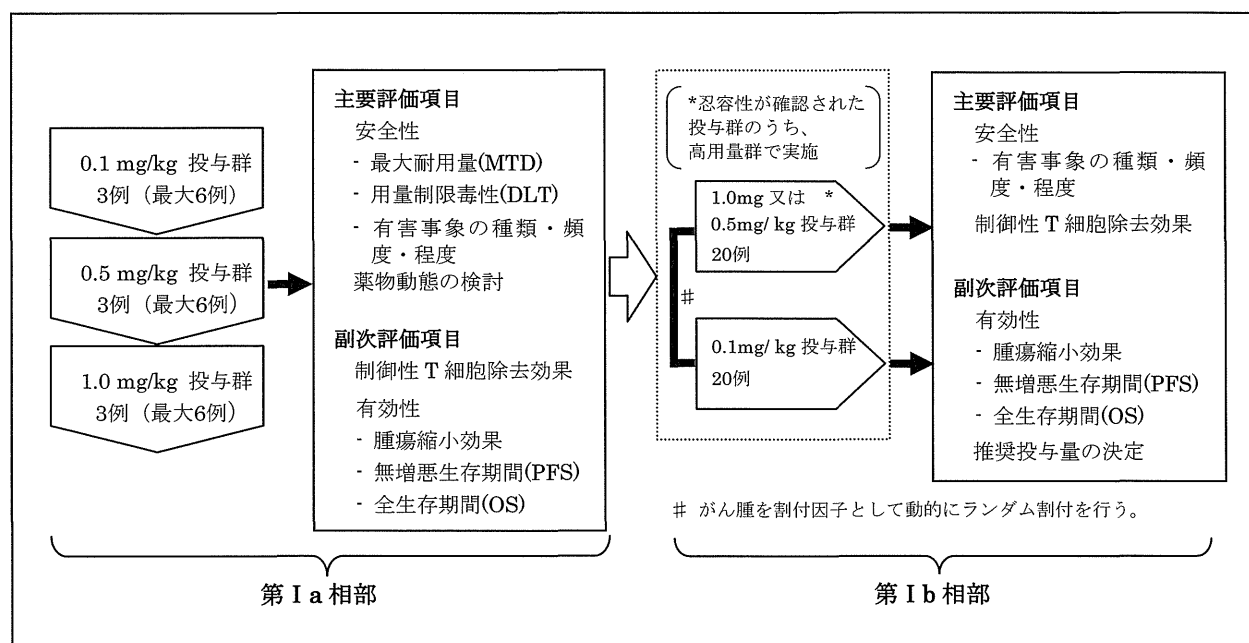 0.1 mg/kg 投与群
3例（最大6例）
0.5 mg/kg 投与群
3例（最大6例）
1.0 mg/kg 投与群
3例（最大6例）
主要評価項目
安全性
- 最大耐用量(MTD)
- 用量制限毒性(DLT)
- 有害事象の種類・頻
度・程度
薬物動態の検討
副次評価項目
制御性 T 細胞除去効果
有効性
- 腫瘍縮小効果
- 無増悪生存期間(PFS)
- 全生存期間(OS)
第Ⅰa相部
*忍容性が確認された
投与群のうち、
高用量群で実施
1.0mg 又は *
0.5mg/ kg 投与群
20例
#
0.1mg/ kg 投与群
20例
主要評価項目
安全性
- 有害事象の種類・頻
度・程度
制御性 T 細胞除去効果
副次評価項目
有効性
- 腫瘍縮小効果
- 無増悪生存期間(PFS)
- 全生存期間(OS)
推奨投与量の決定
# がん腫を割付因子として動的にランダム割付を行う。
第Ⅰb相部